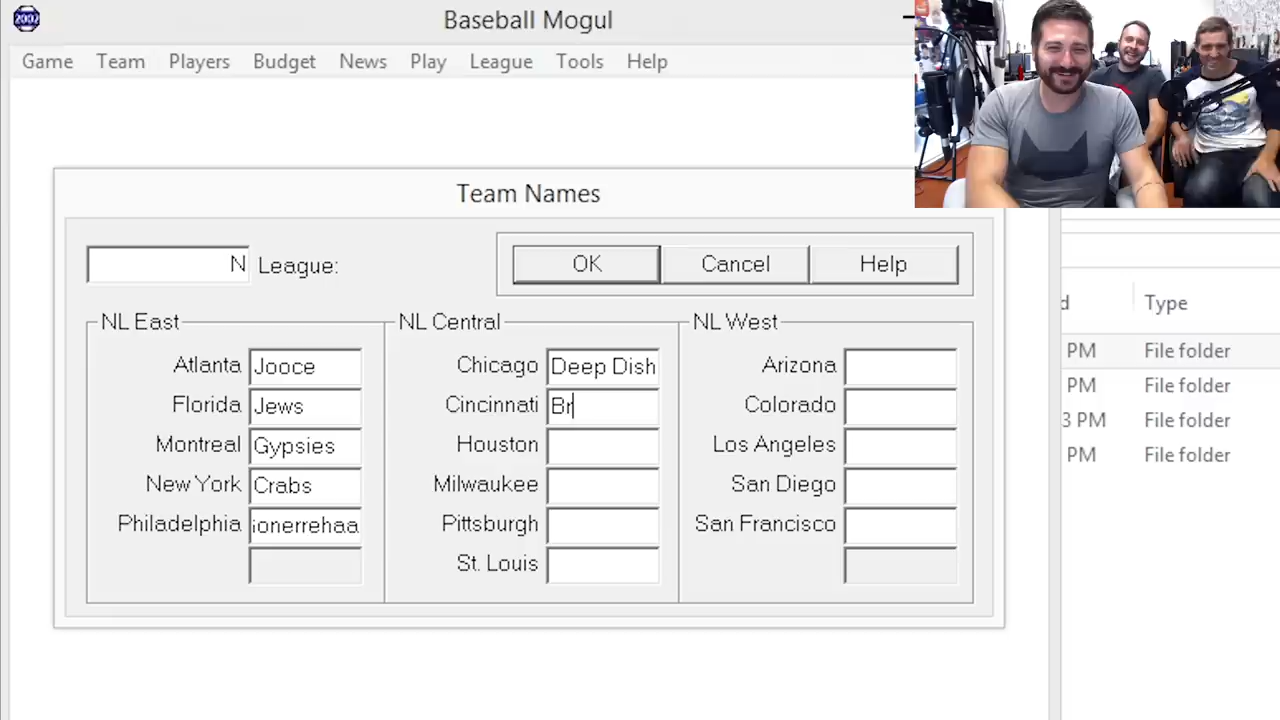 2002 Baseball Mogul
Game Team Players Budget News Play League Tools Help
Team Names
N League: OK Cancel Help
NL East NL Central NL West
Atlanta Jooce Chicago Deep Dish Arizona
Florida Jews Cincinnati Br Colorado
Montreal Gypsies Houston Los Angeles
New York Crabs Milwaukee San Diego
Philadelphia ionerrehaa Pittsburgh San Francisco
St. Louis
d Type
PM File folder
PM File folder
3 PM File folder
PM File folder